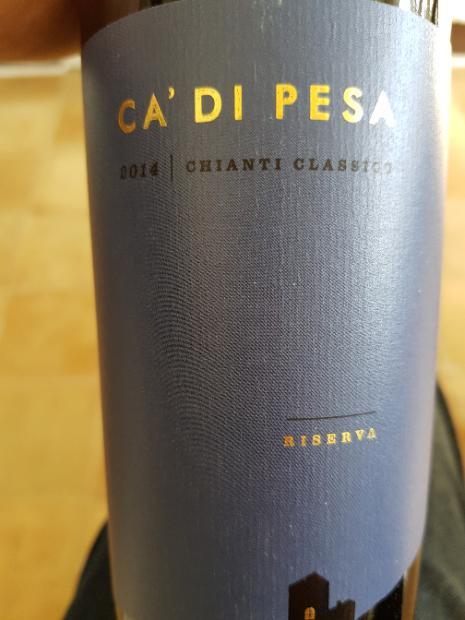 CA' DI PESA
2014 | CHIANTI CLASSICO
RISERVA